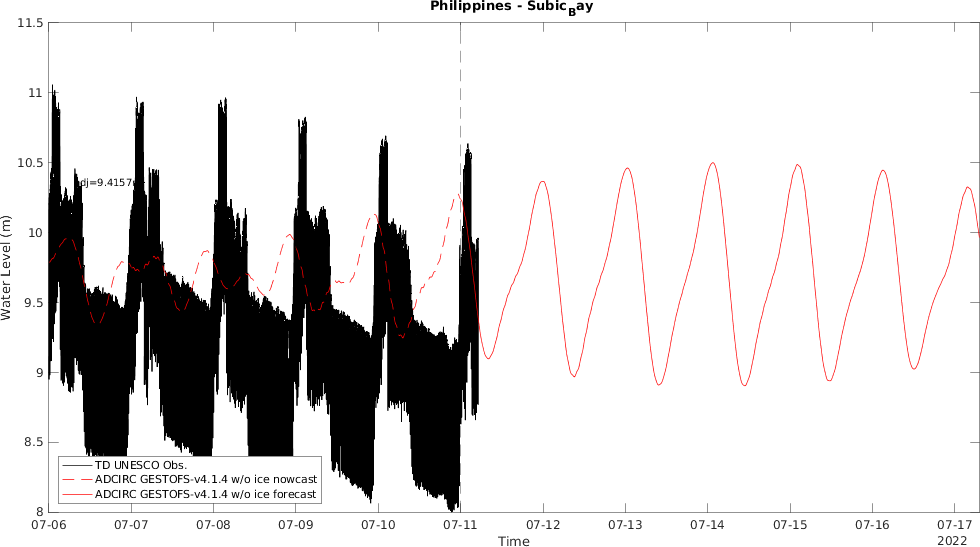 Philippines - Subic_Bay
11.5
11
10.5
10
9.5
9
8.5
8
Water Level (m)
dj=9.4157
TD UNESCO Obs.
ADCIRC GESTOFS-v4.1.4 w/o ice nowcast
ADCIRC GESTOFS-v4.1.4 w/o ice forecast
07-06 07-07 07-08 07-09 07-10 07-11 07-12 07-13 07-14 07-15 07-16 07-17
Time
2022